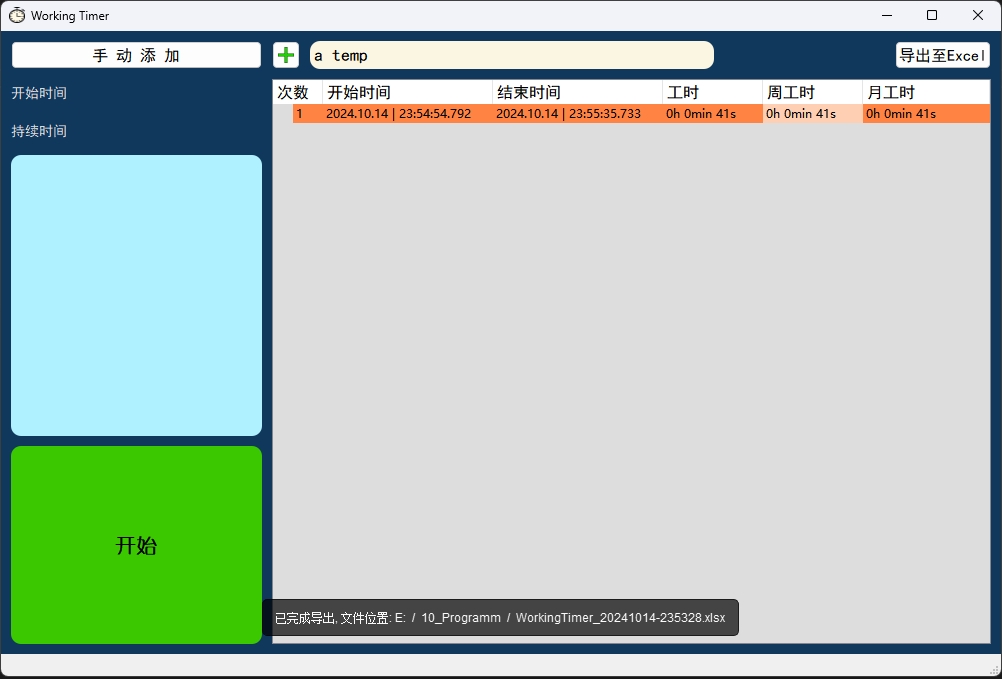 Working Timer
手 动 添 加
a temp
导出至Excel
开始时间
持续时间
次数 开始时间 结束时间 工时 周工时 月工时
1 2024.10.14 | 23:54:54.792 2024.10.14 | 23:55:35.733 0h 0min 41s 0h 0min 41s 0h 0min 41s
开始
已完成导出, 文件位置: E: / 10_Programm / WorkingTimer_20241014-235328.xlsx